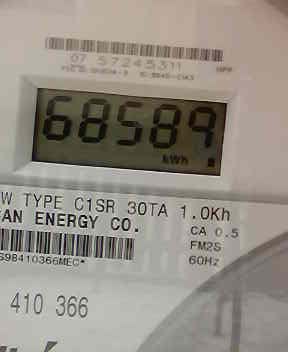 07 57245311
68589
kWh
W TYPE C1SR 30TA 1.0Kh
AN ENERGY CO. CA 0.5
FM2S
S98410366MEC* 60Hz
410 366